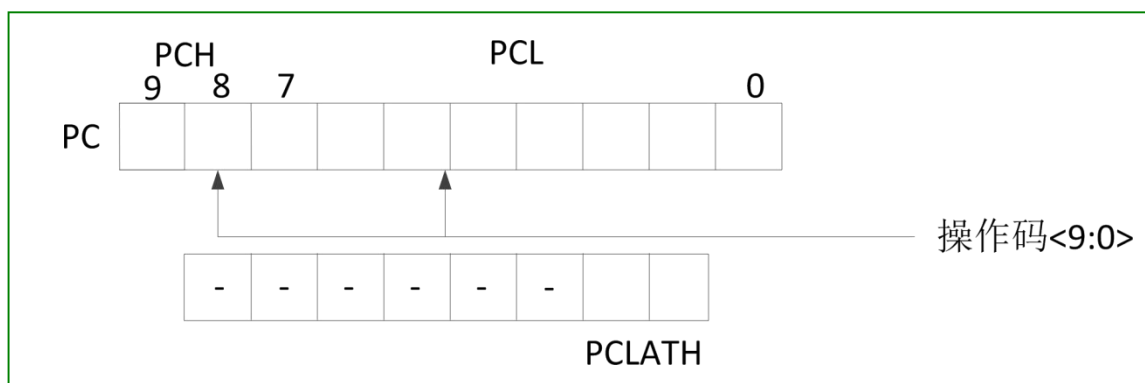 PCH PCL
9 8 7 0
PC
操作码<9:0>
- - - - - -
PCLATH